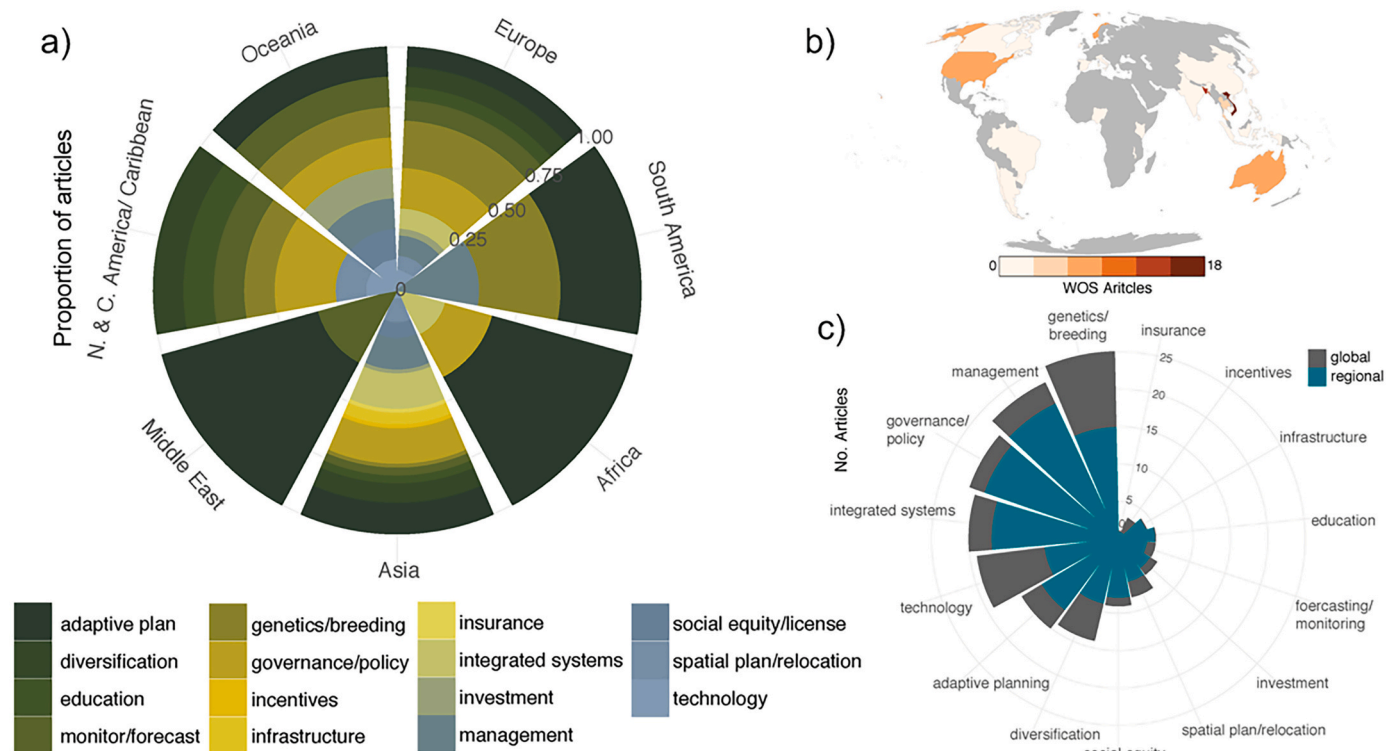 a)
Oceania
Europe
N. & C. America/ Caribbean
Proportion of articles
1.00
0.75
0.50
0.25
0
South America
Middle East
Africa
Asia
adaptive plan
diversification
education
monitor/forecast
genetics/breeding
governance/policy
incentives
infrastructure
insurance
integrated systems
investment
management
social equity/license
spatial plan/relocation
technology
b)
0
18
WOS Aritcles
c)
No. Articles
global
regional
genetics/
breeding
insurance
incentives
infrastructure
education
foercasting/
monitoring
investment
spatial plan/relocation
social equity
diversification
adaptive planning
technology
integrated systems
governance/
policy
management
25
20
15
10
5
0